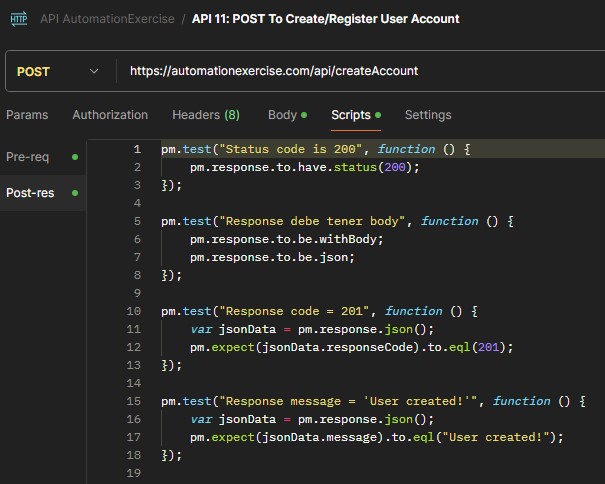 HTTP API AutomationExercise / API 11: POST To Create/Register User Account
POST https://automationexercise.com/api/createAccount
Params Authorization Headers (8) Body Scripts Settings
Pre-req
Post-res
1 pm.test("Status code is 200", function () {
2 pm.response.to.have.status(200);
3 });
4
5 pm.test("Response debe tener body", function () {
6 pm.response.to.be.withBody;
7 pm.response.to.be.json;
8 });
9
10 pm.test("Response code = 201", function () {
11 var jsonData = pm.response.json();
12 pm.expect(jsonData.responseCode).to.eql(201);
13 });
14
15 pm.test("Response message = 'User created!'", function () {
16 var jsonData = pm.response.json();
17 pm.expect(jsonData.message).to.eql("User created!");
18 });
19